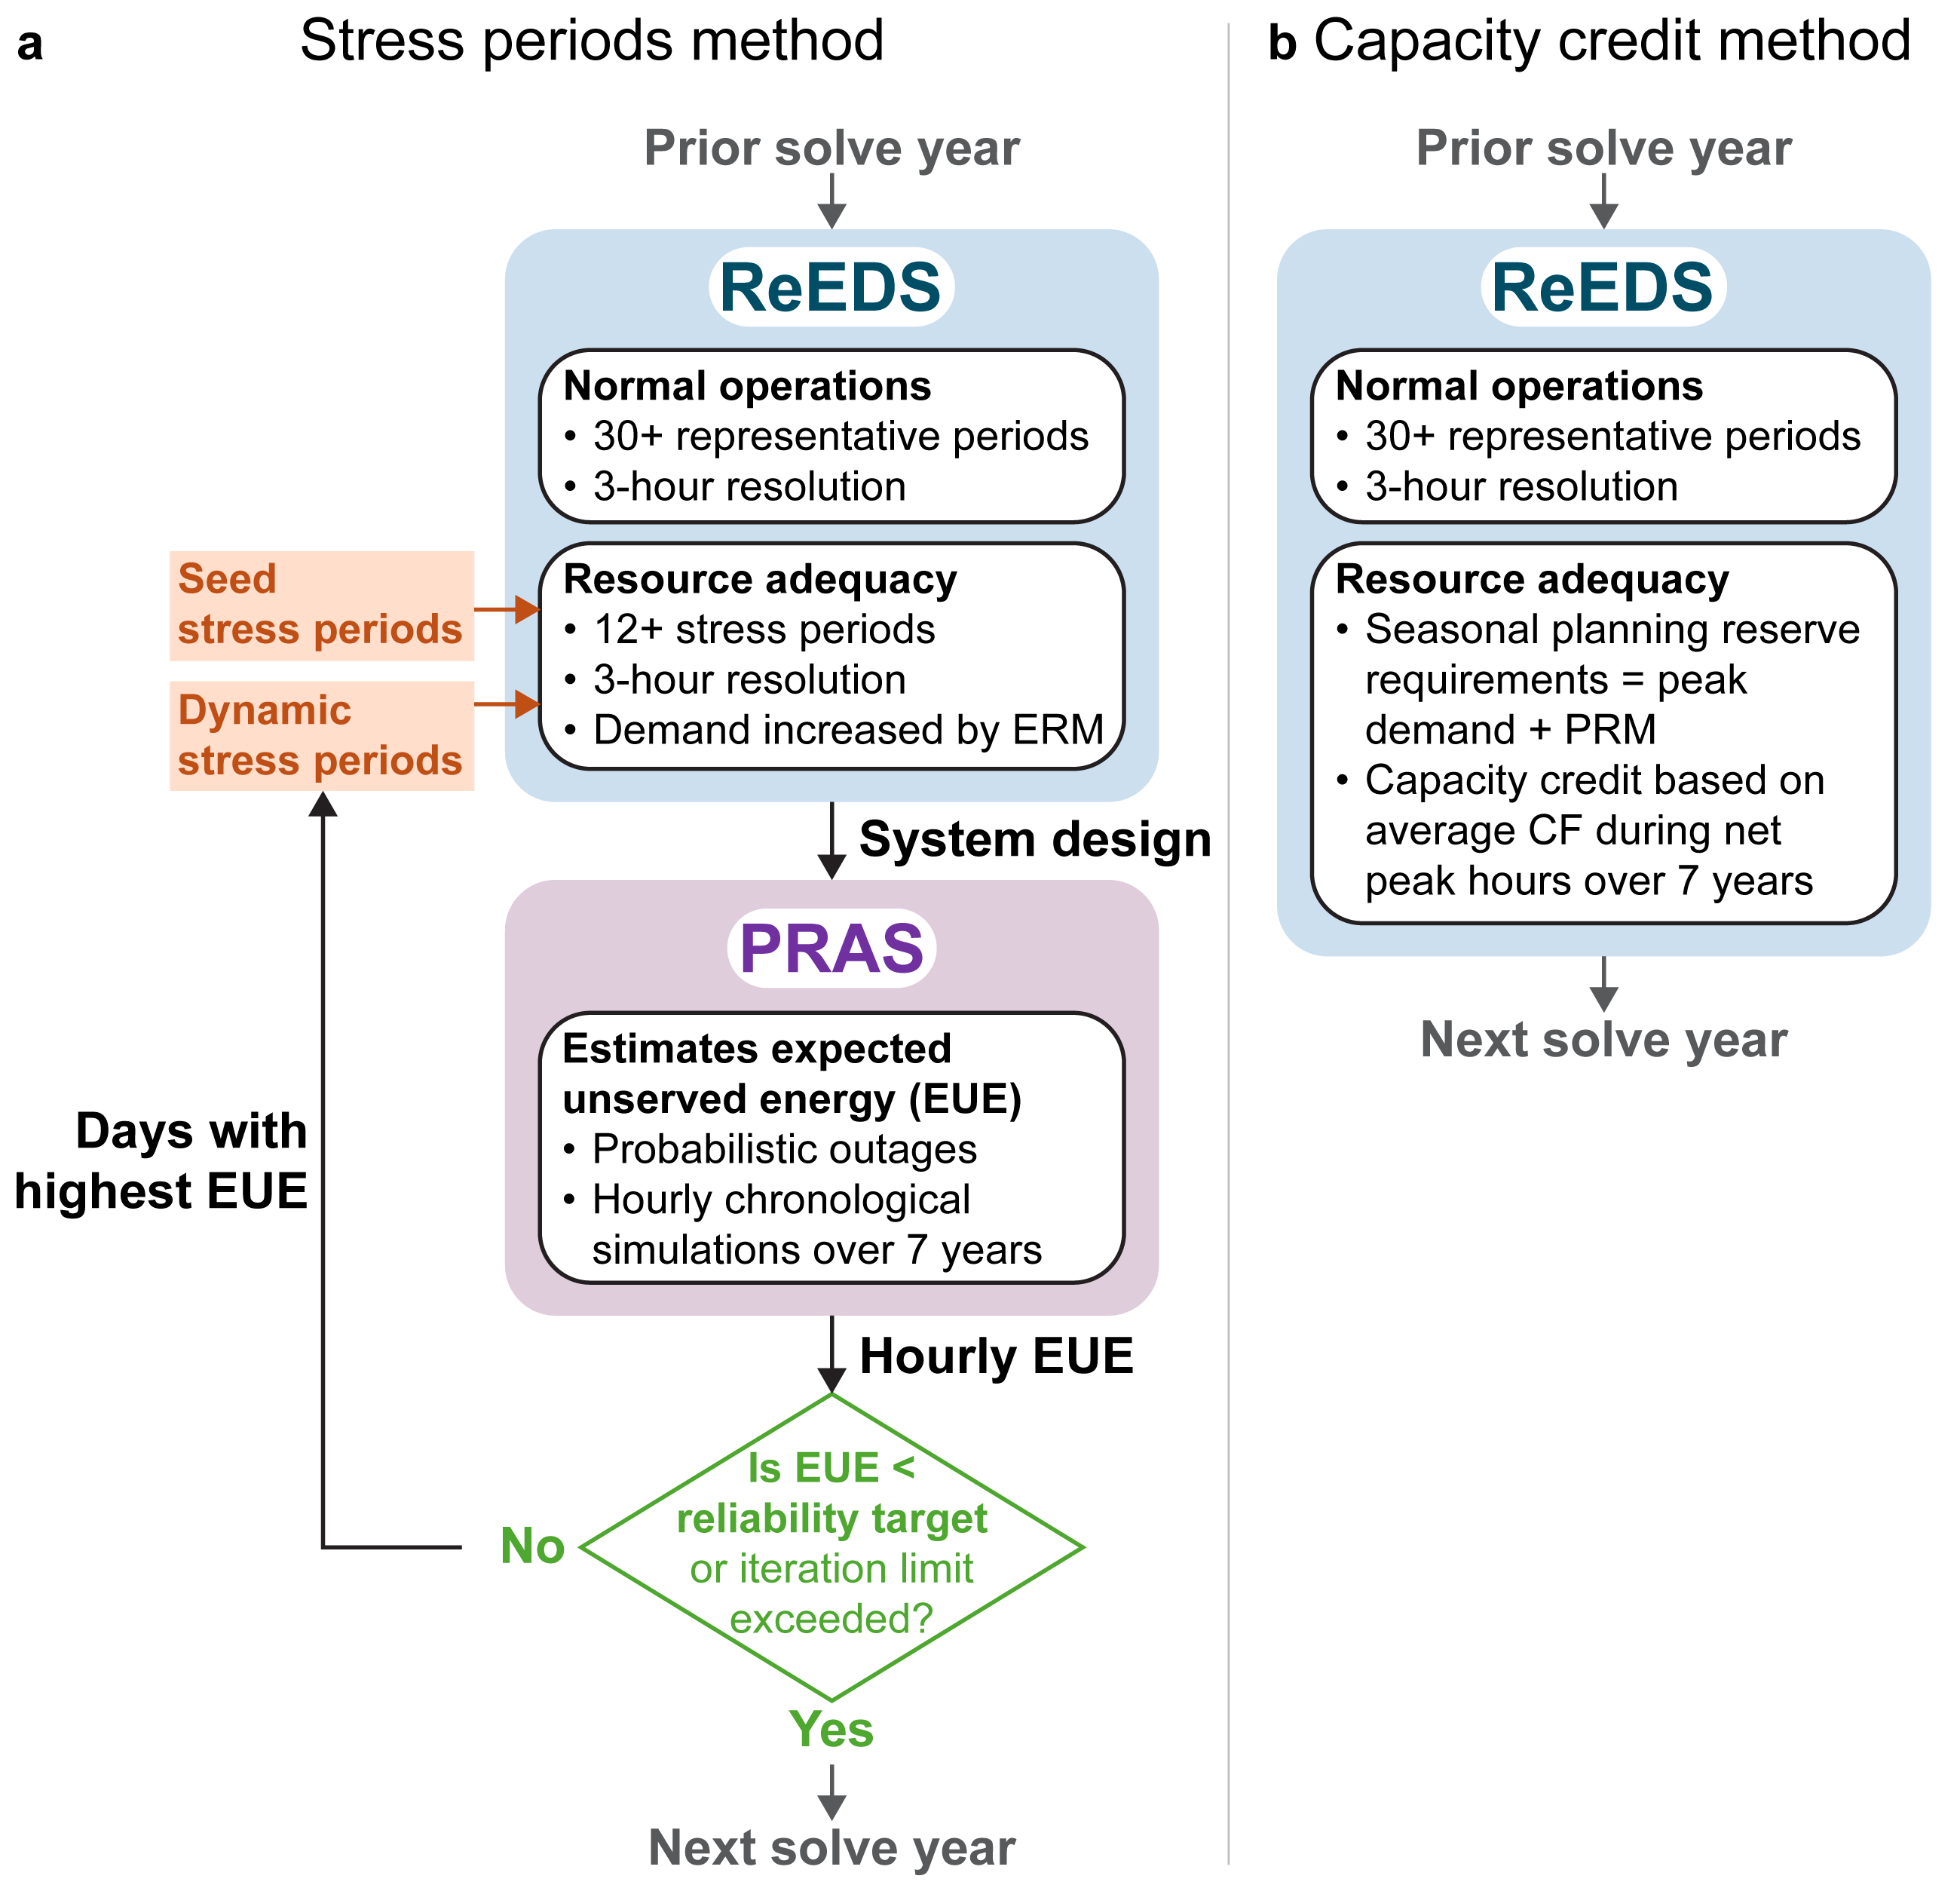 a Stress periods method
Prior solve year
ReEDS
Normal operations
• 30+ representative periods
• 3-hour resolution
Seed
stress periods
Dynamic
stress periods
Resource adequacy
• 12+ stress periods
• 3-hour resolution
• Demand increased by ERM
System design
PRAS
Estimates expected
unserved energy (EUE)
• Probabilistic outages
• Hourly chronological
simulations over 7 years
Days with
highest EUE
Hourly EUE
Is EUE <
reliability target
or iteration limit
exceeded?
No
Yes
Next solve year
b Capacity credit method
Prior solve year
ReEDS
Normal operations
• 30+ representative periods
• 3-hour resolution
Resource adequacy
• Seasonal planning reserve
requirements = peak
demand + PRM
• Capacity credit based on
average CF during net
peak hours over 7 years
Next solve year